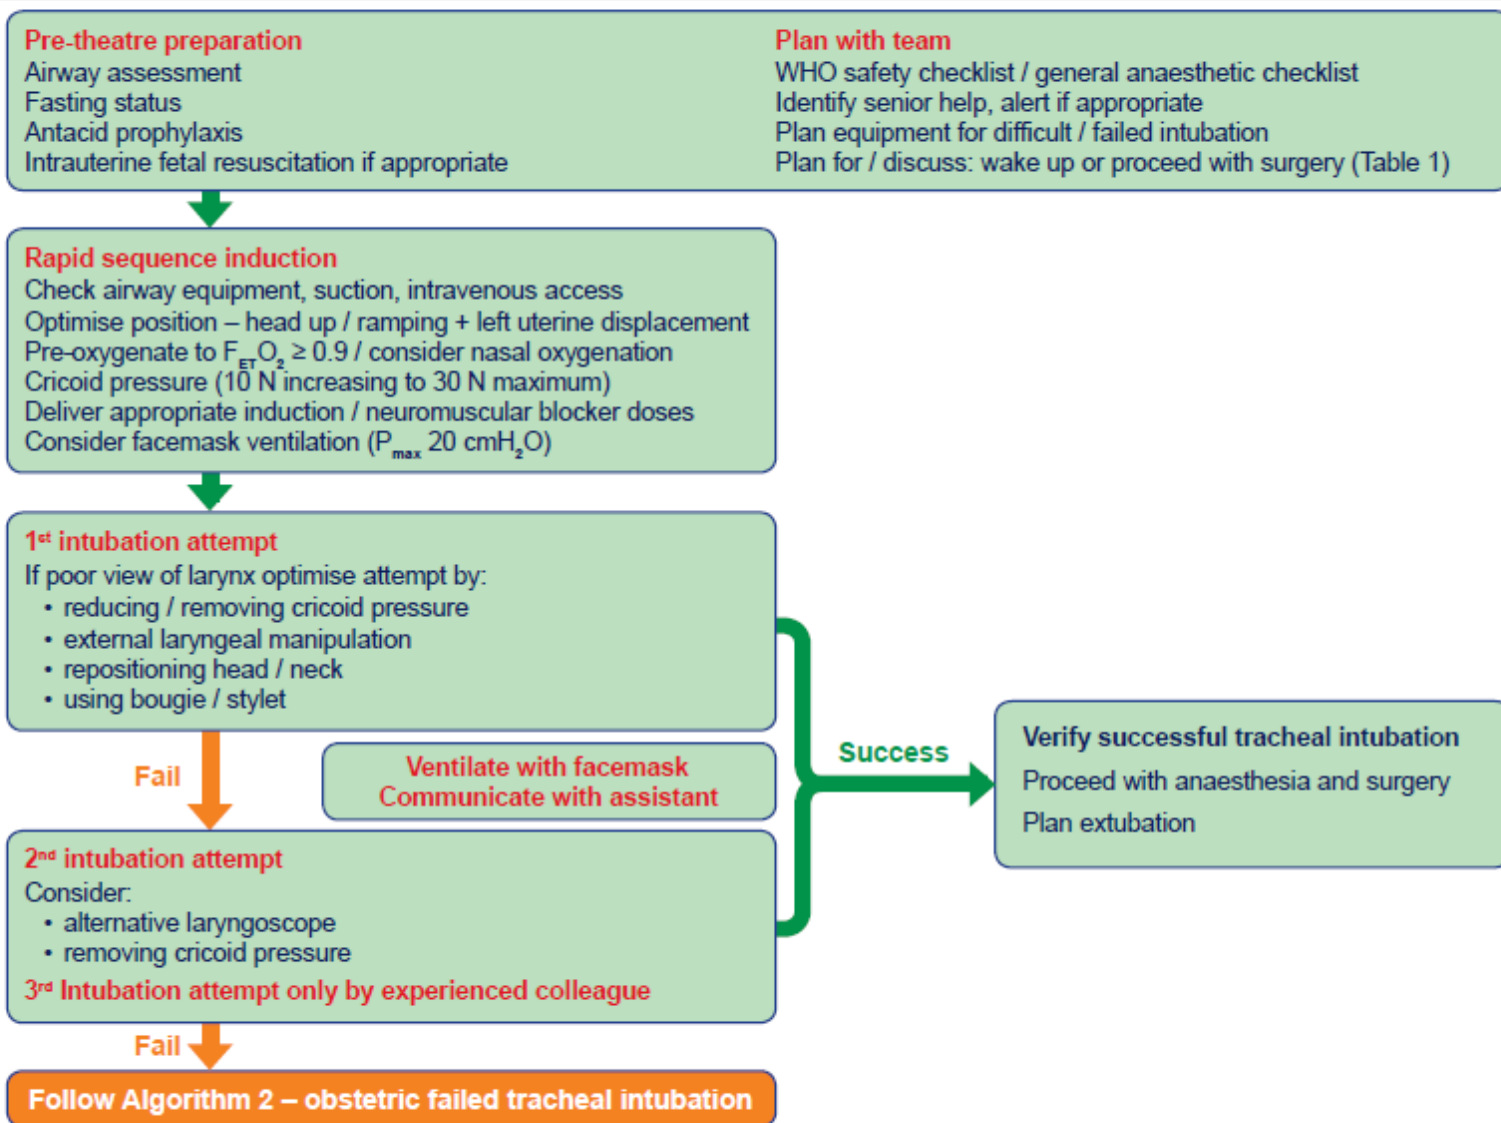 Pre-theatre preparation
Airway assessment
Fasting status
Antacid prophylaxis
Intrauterine fetal resuscitation if appropriate
Plan with team
WHO safety checklist / general anaesthetic checklist
Identify senior help, alert if appropriate
Plan equipment for difficult / failed intubation
Plan for / discuss: wake up or proceed with surgery (Table 1)
Rapid sequence induction
Check airway equipment, suction, intravenous access
Optimise position – head up / ramping + left uterine displacement
Pre-oxygenate to FETO2 ≥ 0.9 / consider nasal oxygenation
Cricoid pressure (10 N increasing to 30 N maximum)
Deliver appropriate induction / neuromuscular blocker doses
Consider facemask ventilation (Pmax 20 cmH2O)
1st intubation attempt
If poor view of larynx optimise attempt by:
• reducing / removing cricoid pressure
• external laryngeal manipulation
• repositioning head / neck
• using bougie / stylet
Fail
Ventilate with facemask
Communicate with assistant
Success
Verify successful tracheal intubation
Proceed with anaesthesia and surgery
Plan extubation
2nd intubation attempt
Consider:
• alternative laryngoscope
• removing cricoid pressure
3rd Intubation attempt only by experienced colleague
Fail
Follow Algorithm 2 – obstetric failed tracheal intubation